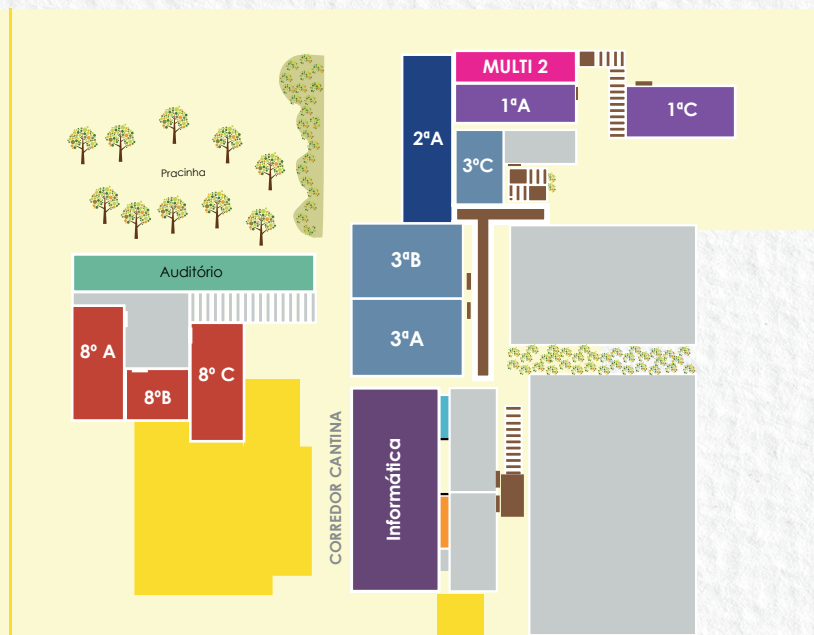 MULTI 2
1ªA
1ªC
2ªA
3ªC
Pracinha
3ªB
Auditório
3ªA
8º A
8ºB
8º C
CORREDOR CANTINA
Informática